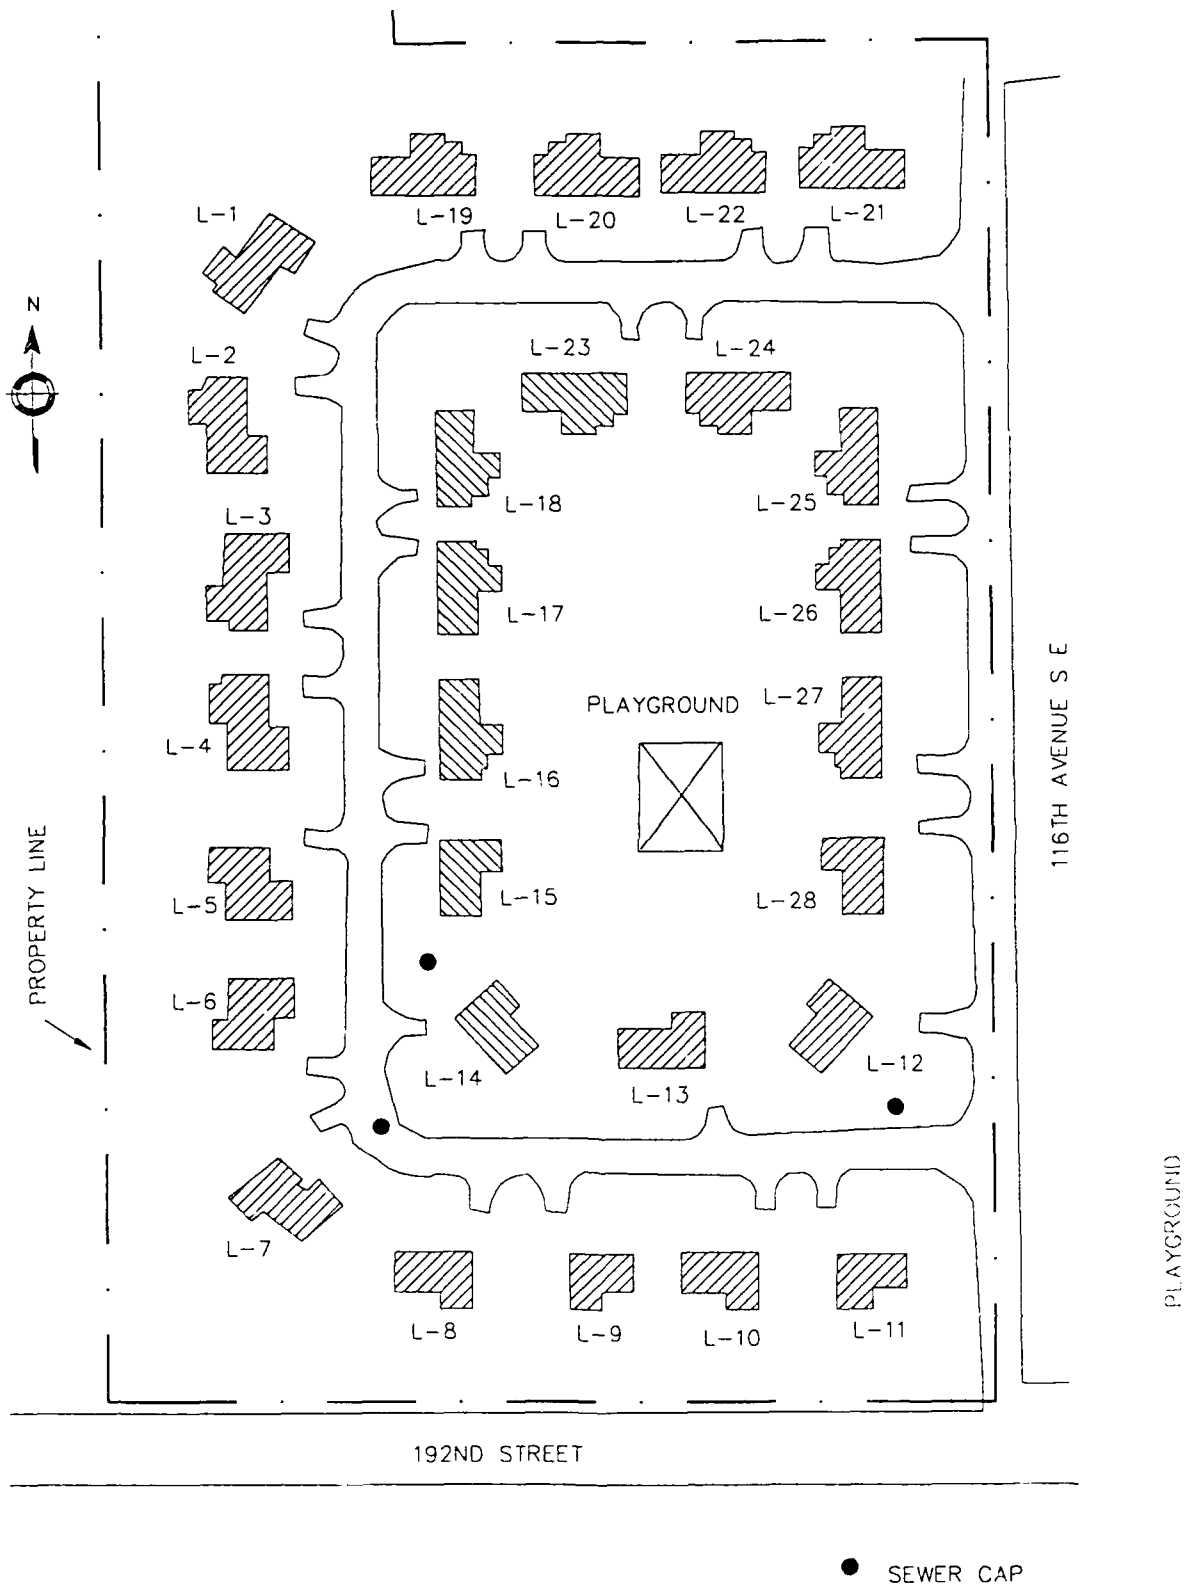 L-19
L-20
L-22
L-21
L-1
N
L-2
L-23
L-24
L-18
L-25
L-3
L-17
L-26
116TH AVENUE S E
L-27
PLAYGROUND
L-4
L-16
PROPERTY LINE
L-5
L-15
L-28
L-6
L-14
L-13
L-12
PLAYGROUND
L-7
L-8
L-9
L-10
L-11
192ND STREET
SEWER CAP